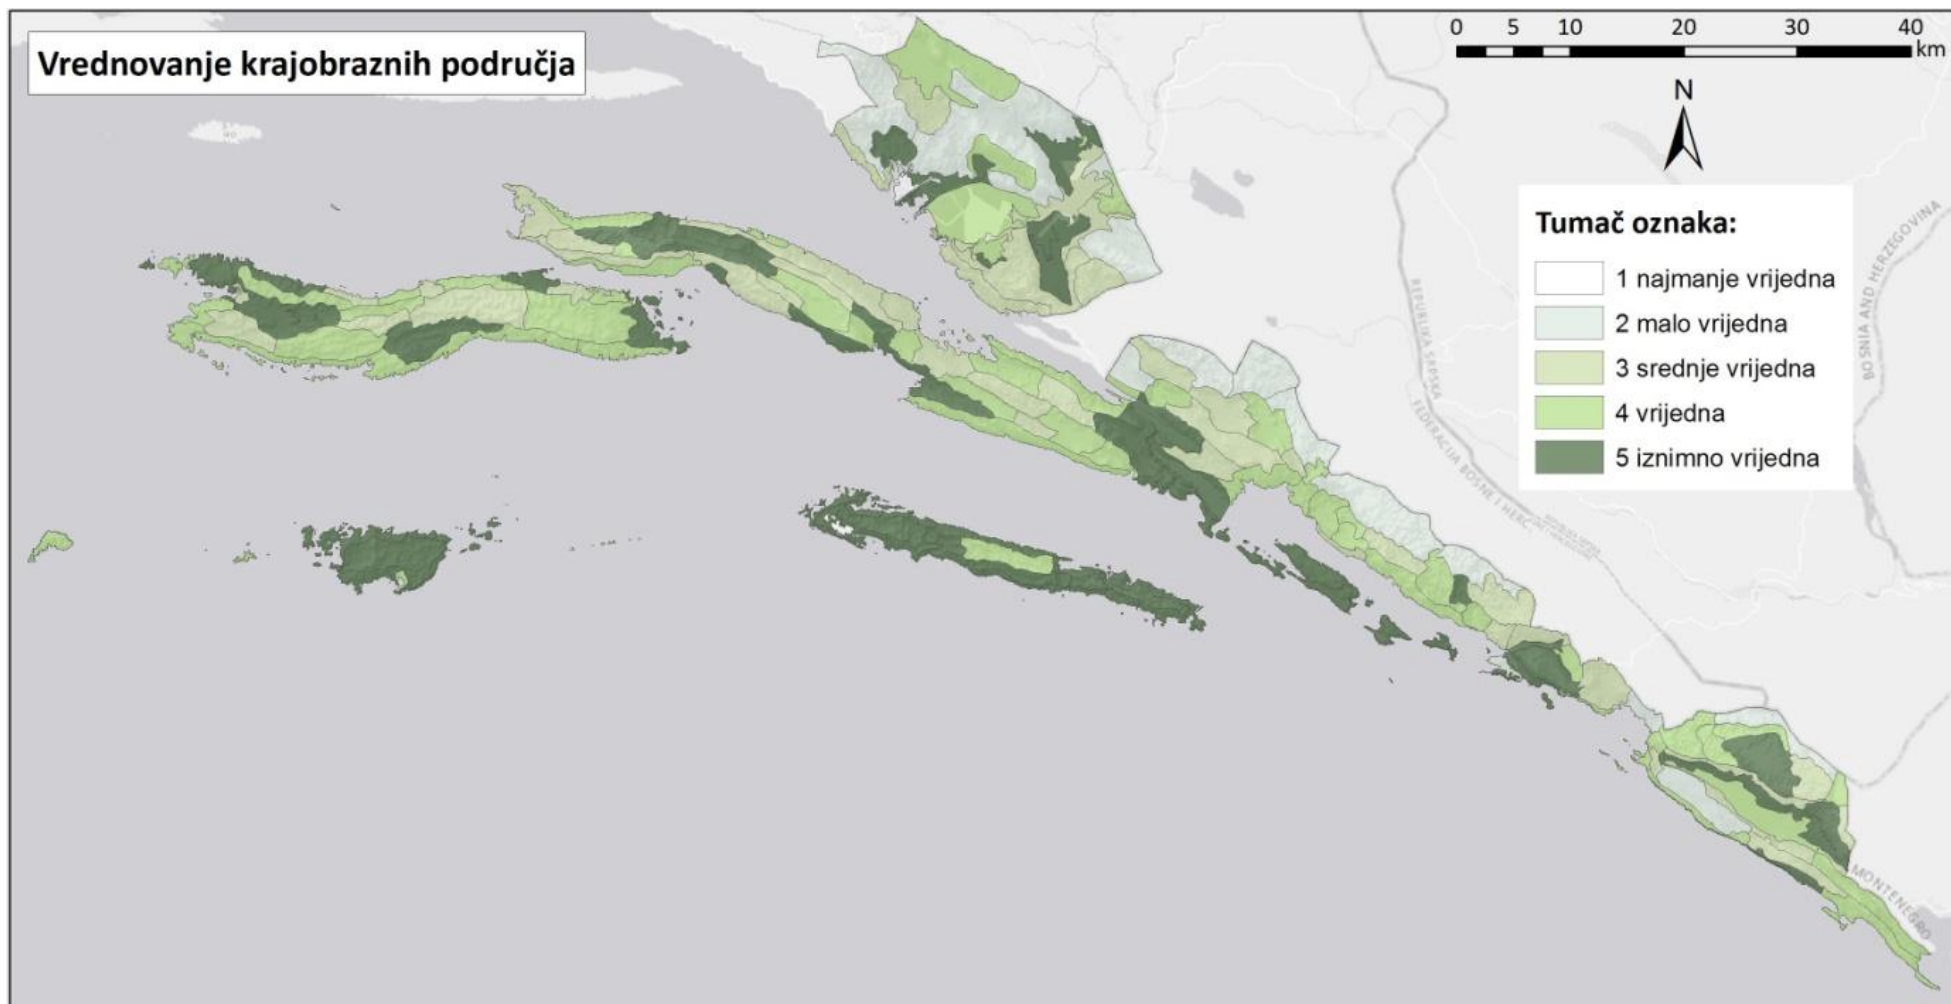 Vrednovanje krajobraznih područja
0 5 10 20 30 40
km
N
Tumač oznaka:
1 najmanje vrijedna
2 malo vrijedna
3 srednje vrijedna
4 vrijedna
5 iznimno vrijedna
REPUBLIKA SRPSKA
FEDERACIJA BOSNE I HERC
BOSNIA AND HERZEGOVINA
MONTENEGRO